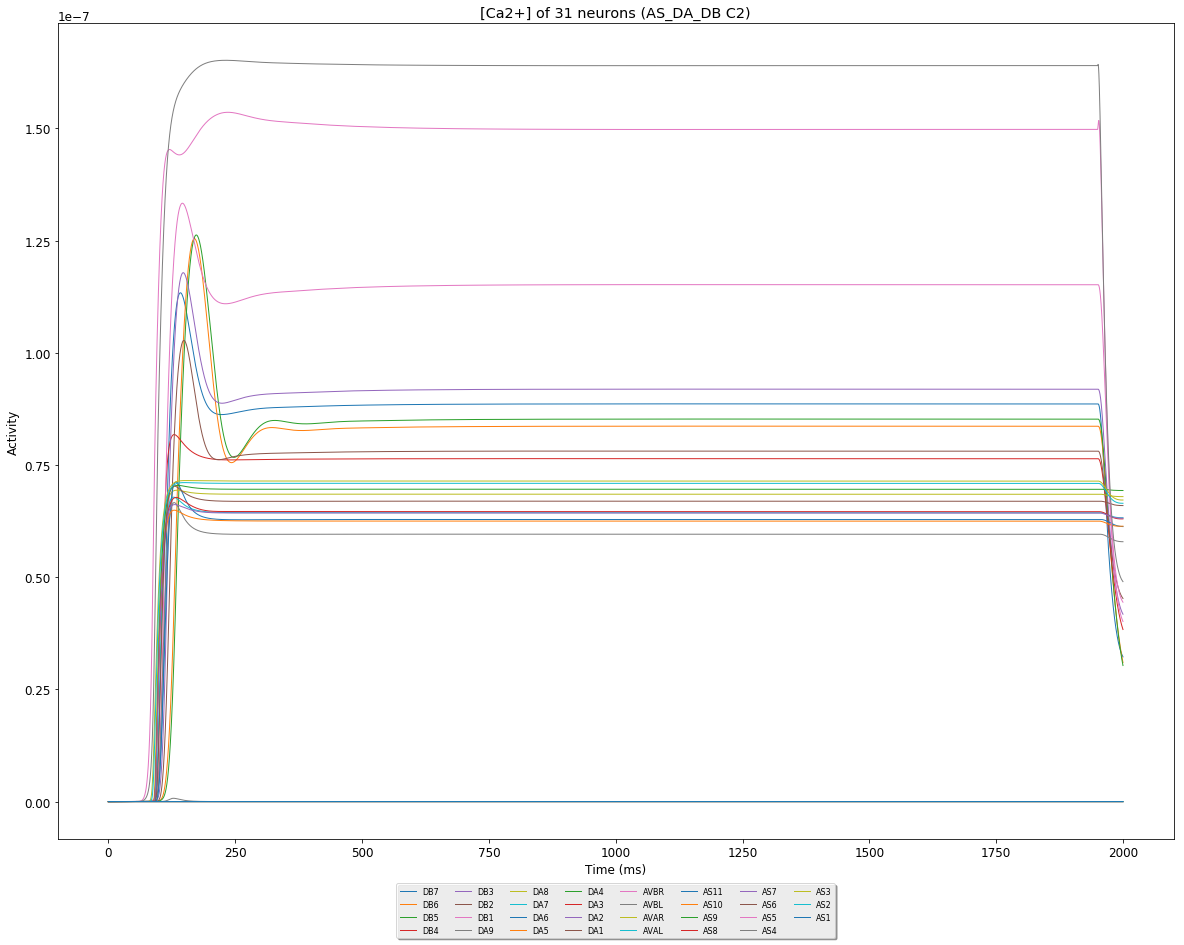 [Ca2+] of 31 neurons (AS_DA_DB C2)
1e−7
1.50
1.25
1.00
0.75
0.50
0.25
0.00
Activity
0 250 500 750 1000 1250 1500 1750 2000
Time (ms)
DB7 DB3 DA8 DA4 AVBR AS11 AS7 AS3
DB6 DB2 DA7 DA3 AVBL AS10 AS6 AS2
DB5 DB1 DA6 DA2 AVAR AS9 AS5 AS1
DB4 DA9 DA5 DA1 AVAL AS8 AS4